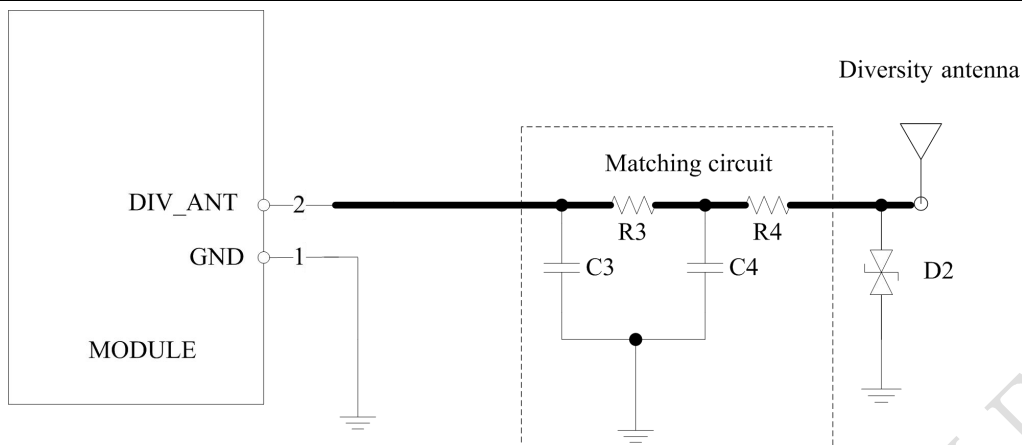 Diversity antenna
Matching circuit
DIV_ANT 2
R3 R4
GND 1
C3 C4 D2
MODULE